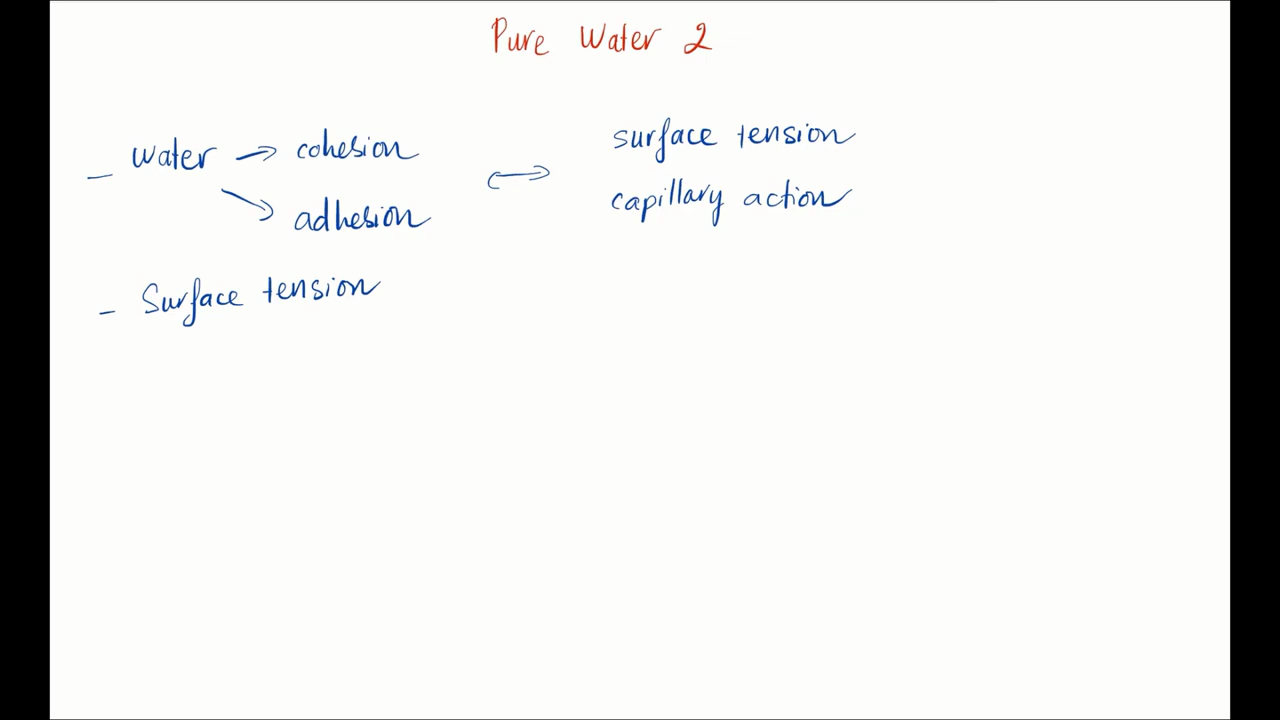 Pure Water 2
- water → cohesion
→ adhesion
↔ surface tension
capillary action
- Surface tension